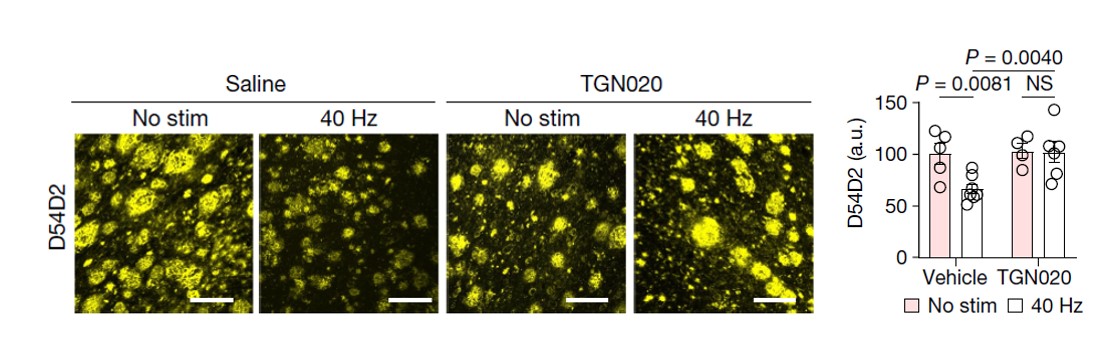 Saline
TGN020
No stim
40 Hz
No stim
40 Hz
D54D2
P = 0.0040
P = 0.0081
NS
D54D2 (a.u.)
150
100
50
0
Vehicle
TGN020
No stim
40 Hz